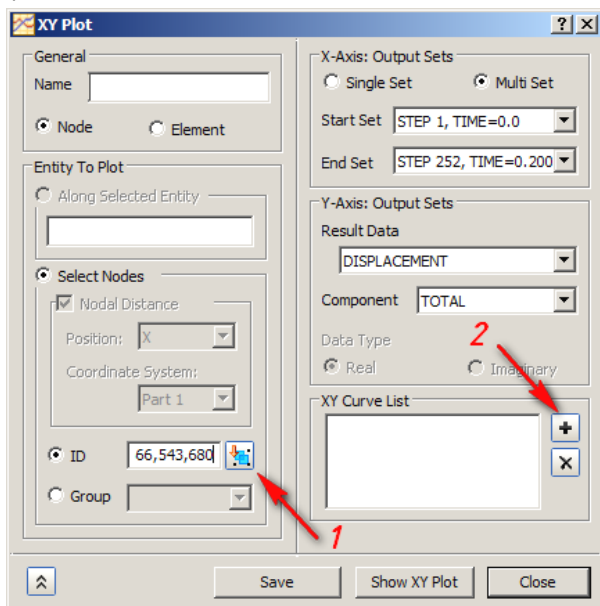 XY Plot
General
Name
Node Element
Entity To Plot
Along Selected Entity
Select Nodes
Nodal Distance
Position: X
Coordinate System:
Part 1
ID 66,543,680
Group
X-Axis: Output Sets
Single Set Multi Set
Start Set STEP 1, TIME=0.0
End Set STEP 252, TIME=0.200
Y-Axis: Output Sets
Result Data
DISPLACEMENT
Component TOTAL
Data Type
Real Imaginary
XY Curve List
1
2
Save Show XY Plot Close